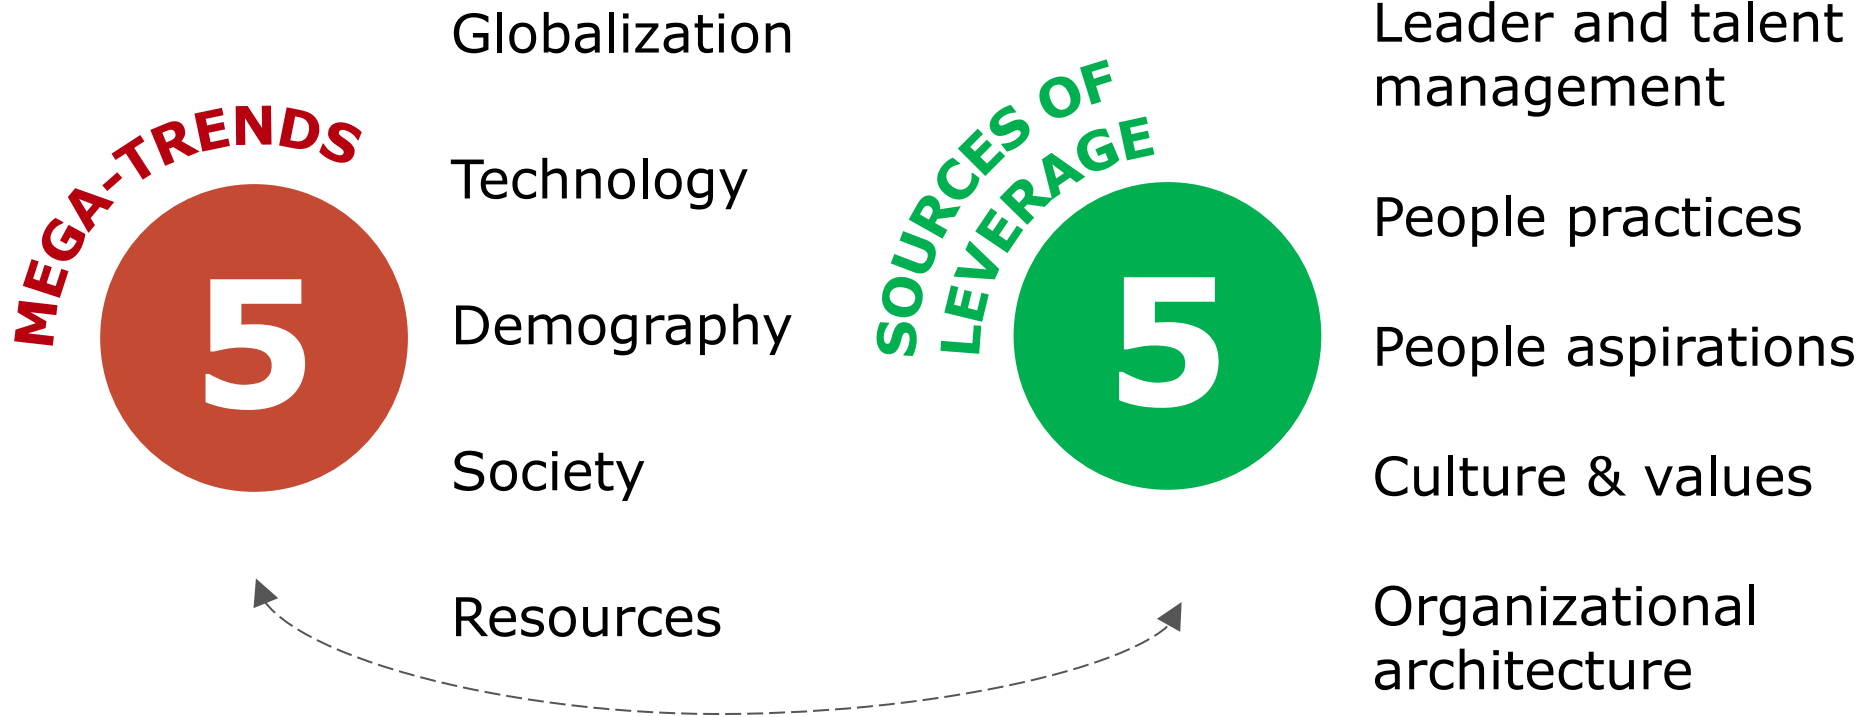 MEGA-TRENDS
5
Globalization
Technology
Demography
Society
Resources
SOURCES OF
LEVERAGE
5
Leader and talent
management
People practices
People aspirations
Culture & values
Organizational
architecture